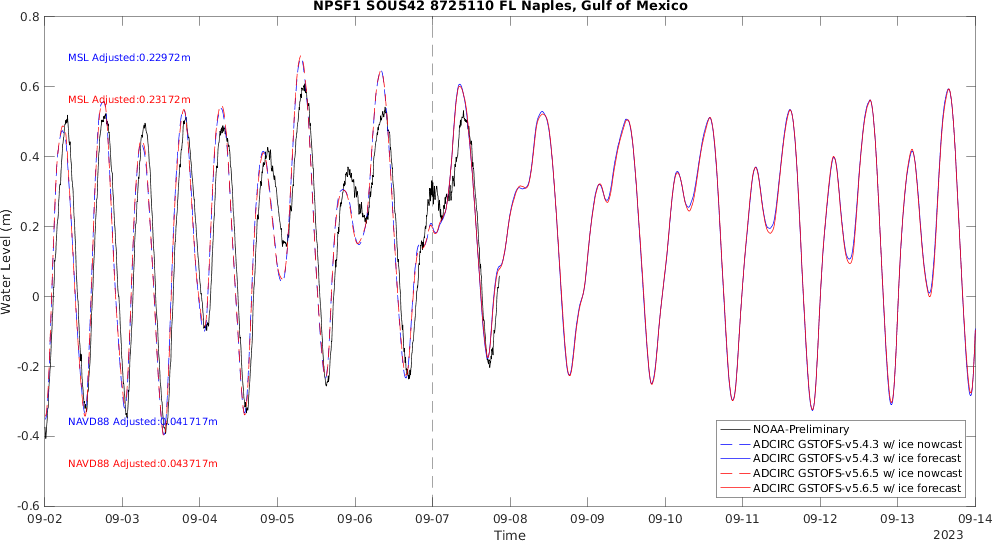 NPSF1 SOUS42 8725110 FL Naples, Gulf of Mexico
0.8
0.6
0.4
0.2
0
-0.2
-0.4
-0.6
Water Level (m)
MSL Adjusted:0.22972m
MSL Adjusted:0.23172m
NAVD88 Adjusted:0.041717m
NAVD88 Adjusted:0.043717m
NOAA-Preliminary
ADCIRC GSTOFS-v5.4.3 w/ ice nowcast
ADCIRC GSTOFS-v5.4.3 w/ ice forecast
ADCIRC GSTOFS-v5.6.5 w/ ice nowcast
ADCIRC GSTOFS-v5.6.5 w/ ice forecast
09-02 09-03 09-04 09-05 09-06 09-07 09-08 09-09 09-10 09-11 09-12 09-13 09-14
Time
2023